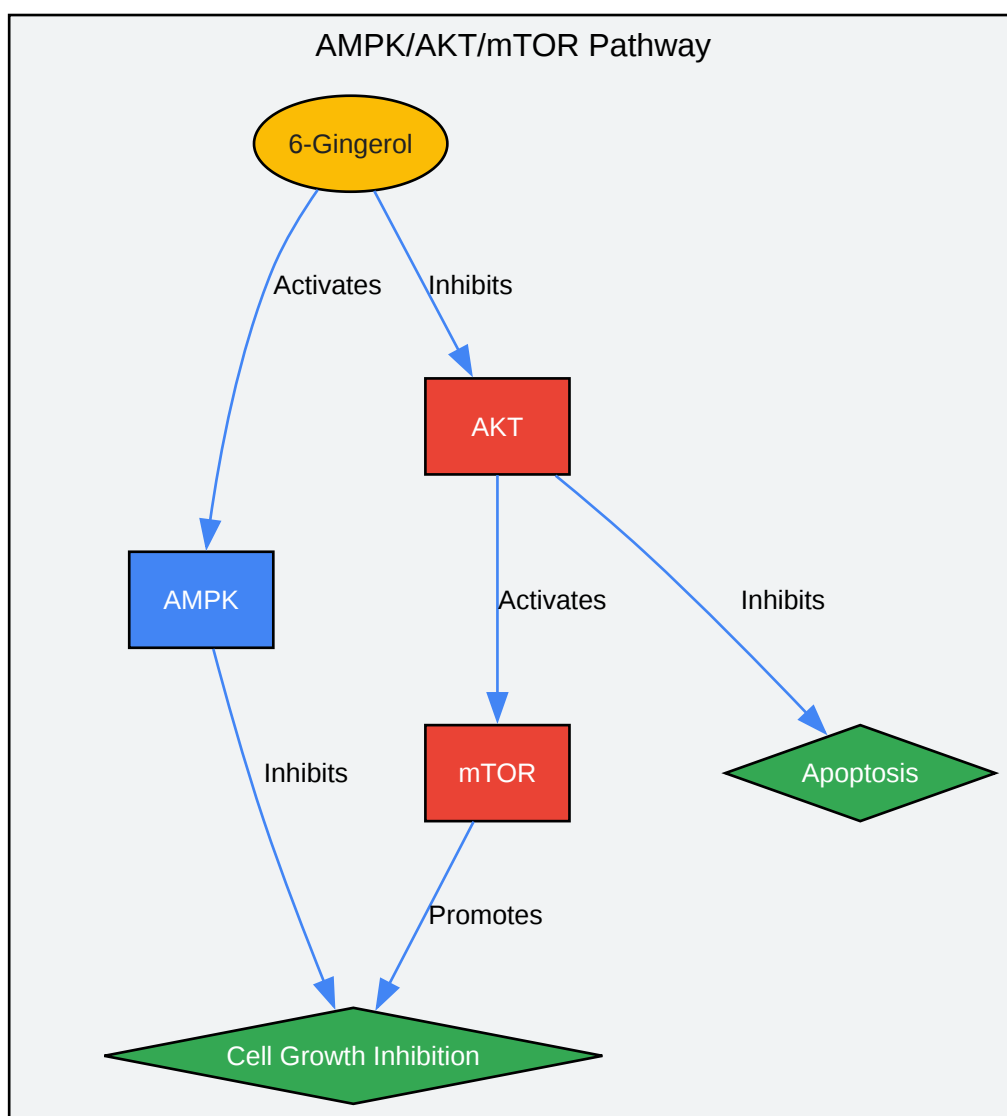 AMPK/AKT/mTOR Pathway
6-Gingerol
Activates
Inhibits
AKT
AMPK
Activates
Inhibits
Inhibits
mTOR
Apoptosis
Promotes
Cell Growth Inhibition